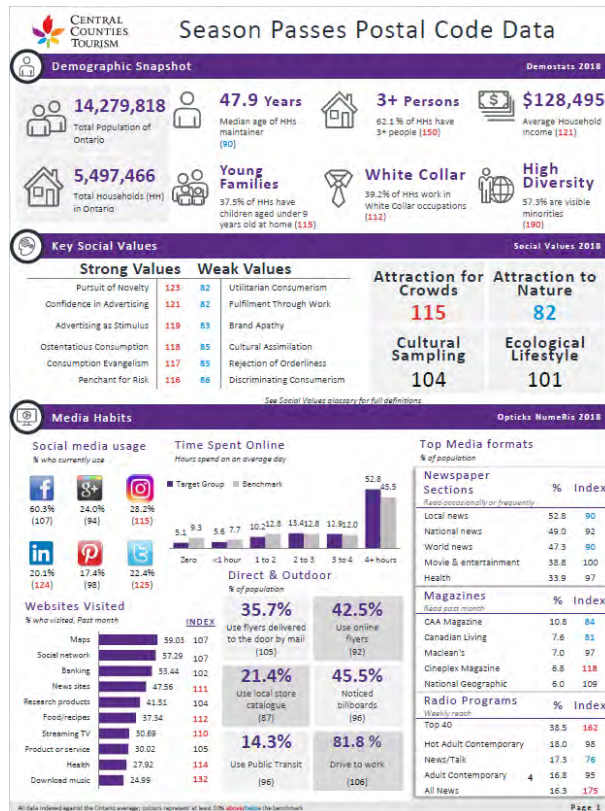 CENTRAL
COUNTIES
TOURISM
Season Passes Postal Code Data
Demographic Snapshot
Demostats 2018
14,279,818
Total Population of
Ontario
47.9 Years
Median age of HHs
maintainer
(90)
3+ Persons
62.1 % of HHs have
3+ people (150)
$128,495
Average Household
Income (121)
5,497,466
Total Households (HH)
in Ontario
Young
Families
37.5% of HHs have
children aged under 9
years old at home (115)
White Collar
39.2% of HHs work in
White Collar occupations
(112)
High
Diversity
57.3% are visible
minorities
(190)
Key Social Values
Social Values 2018
Strong Values Weak Values
Pursuit of Novelty 123 82 Utilitarian Consumerism
Confidence in Advertising 121 82 Fulfilment Through Work
Advertising as Stimulus 119 83 Brand Apathy
Ostentatious Consumption 118 85 Cultural Assimilation
Consumption Evangelism 117 85 Rejection of Orderliness
Penchant for Risk 116 86 Discriminating Consumerism
Attraction for
Crowds
115
Attraction to
Nature
82
Cultural
Sampling
104
Ecological
Lifestyle
101
See Social Values glossary for full definitions
Media Habits
Opticks NumeRis 2018
Social media usage
% who currently use
f
g+
60.3% 24.0% 28.2%
(107) (94) (115)
in
20.1% 17.4% 22.4%
(124) (98) (125)
Time Spent Online
Hours spend on an average day
Target Group Benchmark
5.1 9.3 5.6 7.7 10.2 12.8 13.4 12.8 12.9 12.0 52.8 45.5
Zero <1 hour 1 to 2 2 to 3 3 to 4 4+ hours
Websites Visited
% who visited, Past month
INDEX
Maps 59.03 107
Social network 57.29 107
Banking 53.44 102
News sites 47.56 111
Research products 41.51 104
Food/recipes 37.34 112
Streaming TV 30.69 110
Product or service 30.02 105
Health 27.92 114
Download music 24.99 132
Direct & Outdoor
% of population
35.7%
Use flyers delivered
to the door by mail
(105)
42.5%
Use online
flyers
(92)
21.4%
Use local store
catalogue
(87)
45.5%
Noticed
billboards
(96)
14.3%
Use Public Transit
(96)
81.8 %
Drive to work
(106)
Top Media formats
% of population
Newspaper
Sections % Index
Read occasionally or frequently
Local news 52.8 90
National news 49.0 92
World news 47.3 90
Movie & entertainment 38.8 100
Health 33.9 97
Magazines % Index
Read past month
CAA Magazine 10.8 84
Canadian Living 7.6 81
Maclean's 7.0 97
Cineplex Magazine 6.8 118
National Geographic 6.0 109
Radio Programs % Index
Weekly reach
Top 40 38.5 162
Hot Adult Contemporary 18.0 98
News/Talk 17.3 76
Adult Contemporary 4 16.8 95
All News 16.3 175
All data indexed against the Ontario average; colours represent at least 10% above/below the benchmark
Page 3